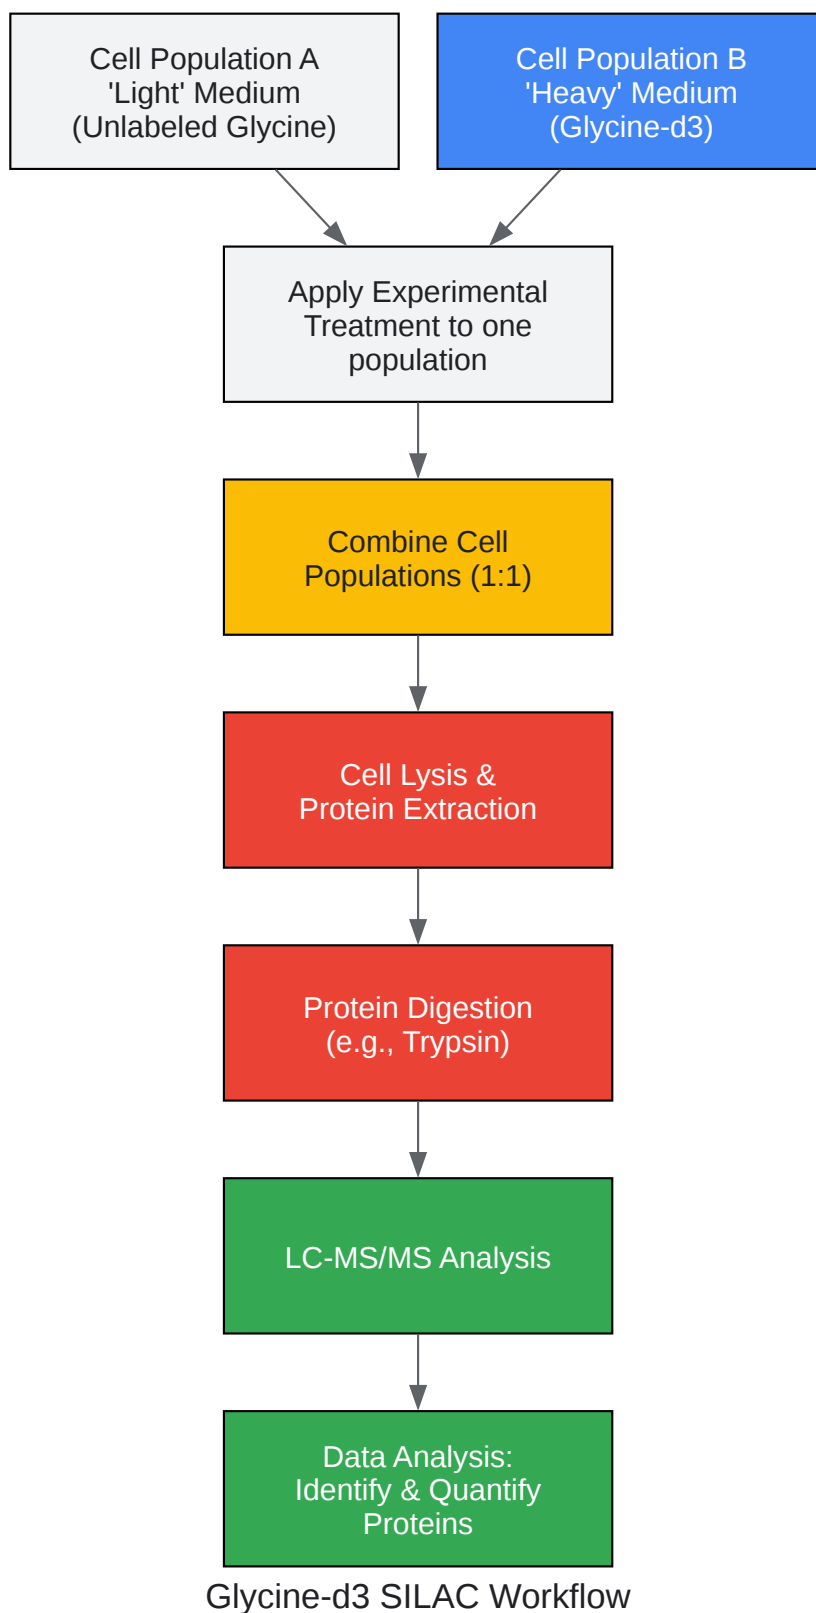 Cell Population A
'Light' Medium
(Unlabeled Glycine)
Cell Population B
'Heavy' Medium
(Glycine-d3)
Apply Experimental
Treatment to one
population
Combine Cell
Populations (1:1)
Cell Lysis &
Protein Extraction
Protein Digestion
(e.g., Trypsin)
LC-MS/MS Analysis
Data Analysis:
Identify & Quantify
Proteins
Glycine-d3 SILAC Workflow